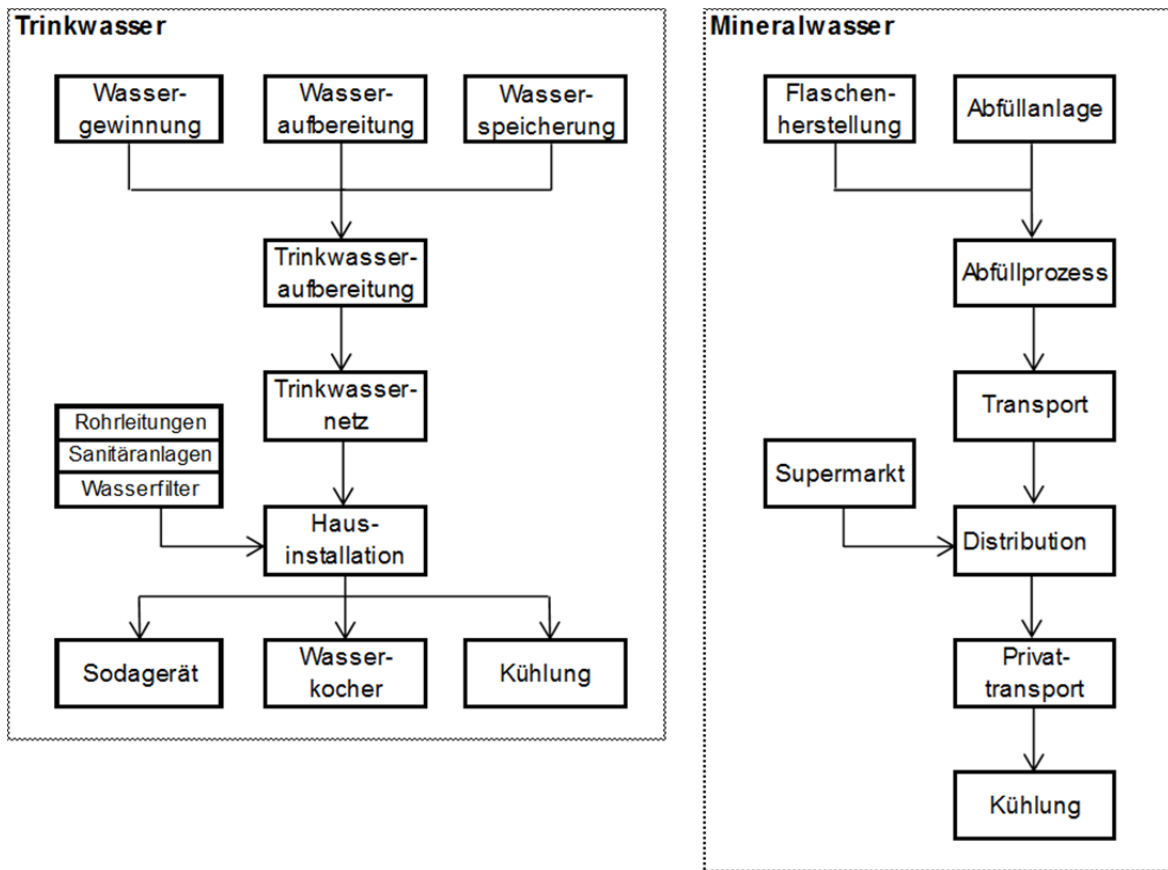 Trinkwasser
Wasser-
gewinnung
Wasser-
aufbereitung
Wasser-
speicherung
Trinkwasser-
aufbereitung
Trinkwasser-
netz
Rohrleitungen
Sanitäranlagen
Wasserfilter
Haus-
installation
Sodagerät
Wasser-
kocher
Kühlung
Mineralwasser
Flaschen-
herstellung
Abfüllanlage
Abfüllprozess
Transport
Supermarkt
Distribution
Privat-
transport
Kühlung